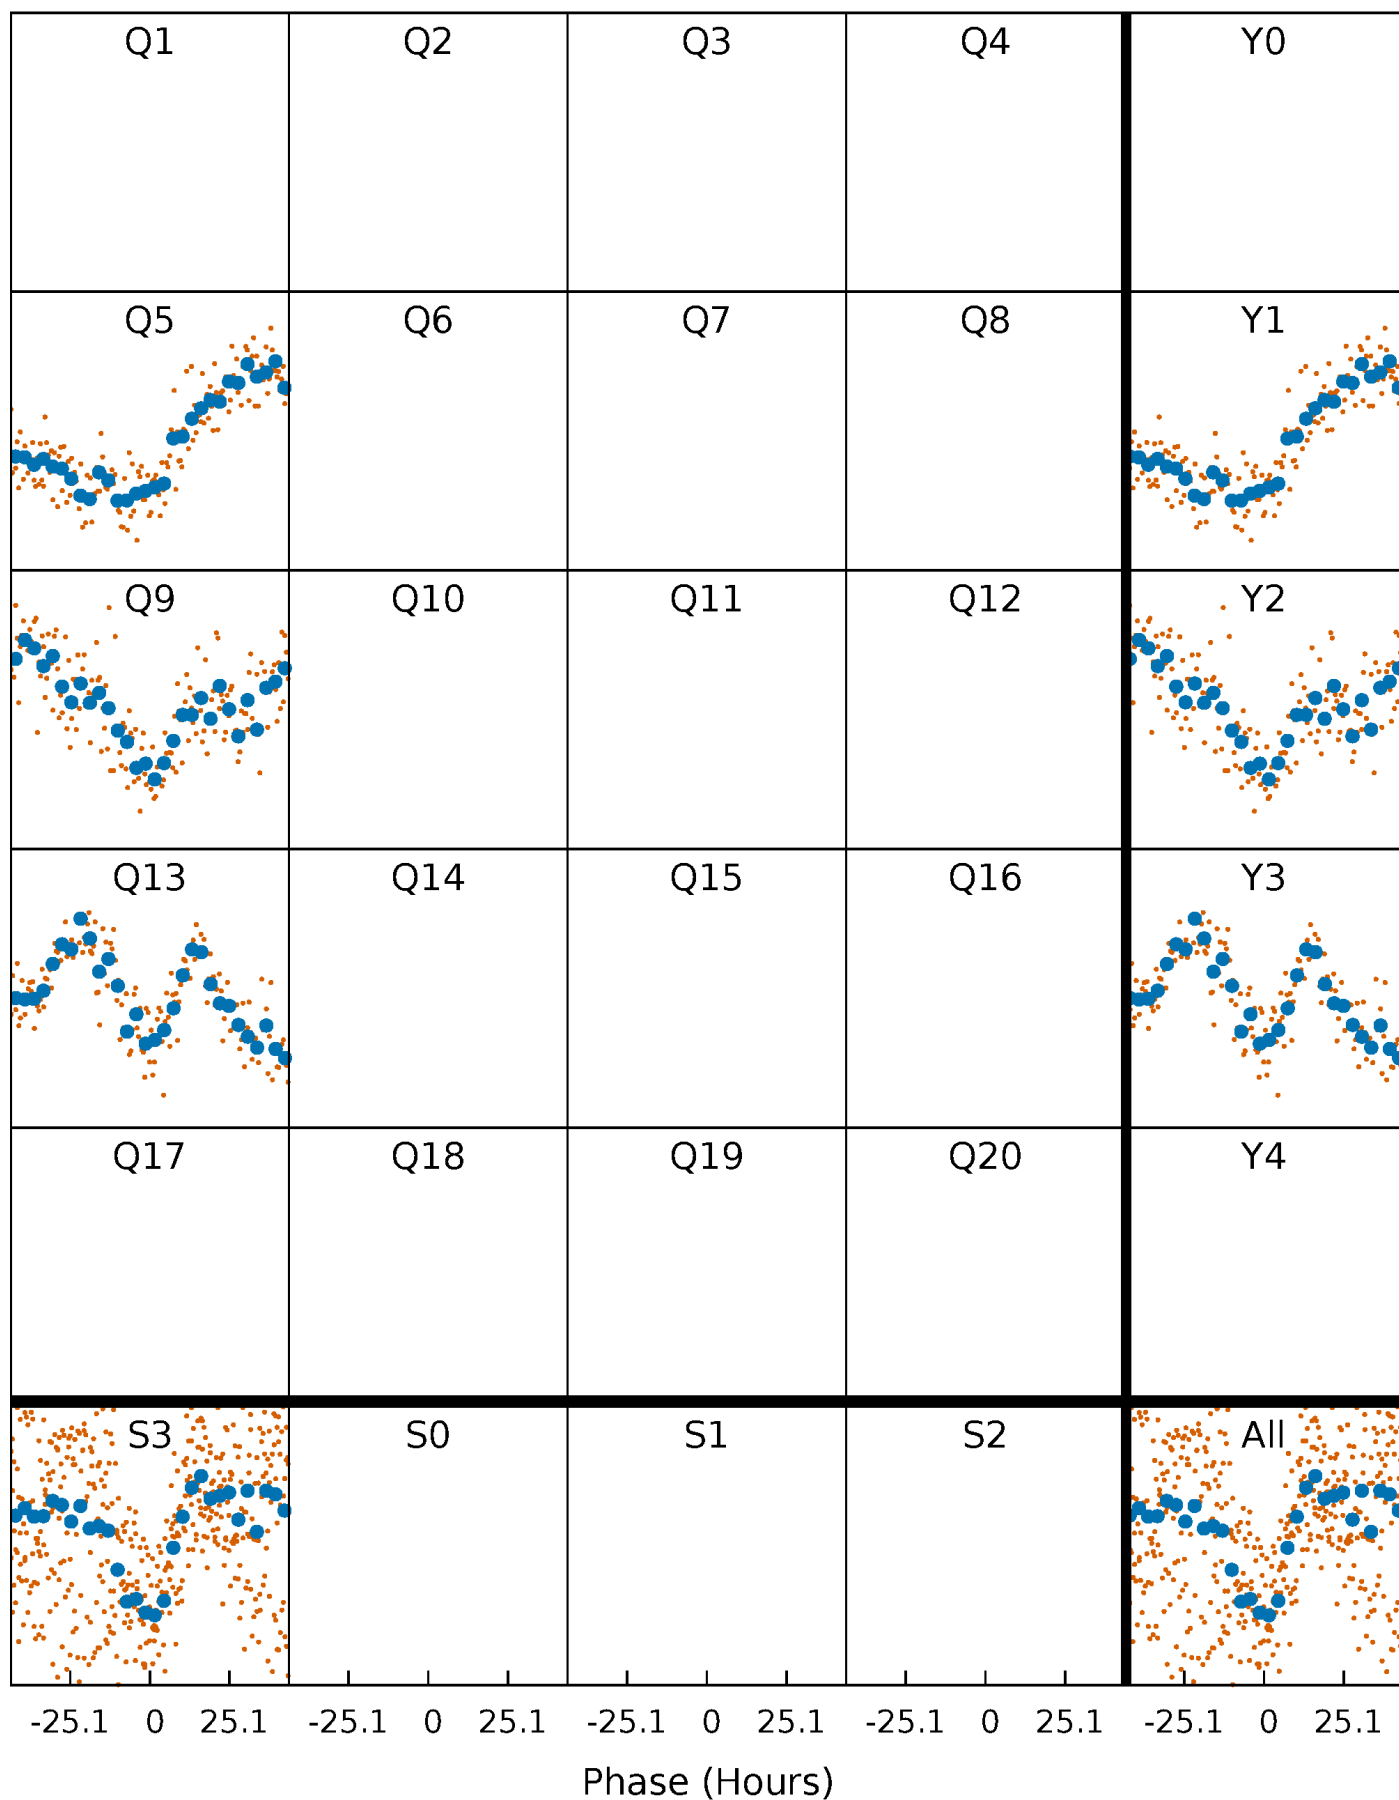 Q1 Q2 Q3 Q4 Y0
Q5 Q6 Q7 Q8 Y1
Q9 Q10 Q11 Q12 Y2
Q13 Q14 Q15 Q16 Y3
Q17 Q18 Q19 Q20 Y4
S3 S0 S1 S2 All
-25.1 0 25.1 -25.1 0 25.1 -25.1 0 25.1 -25.1 0 25.1 -25.1 0 25.1
Phase (Hours)